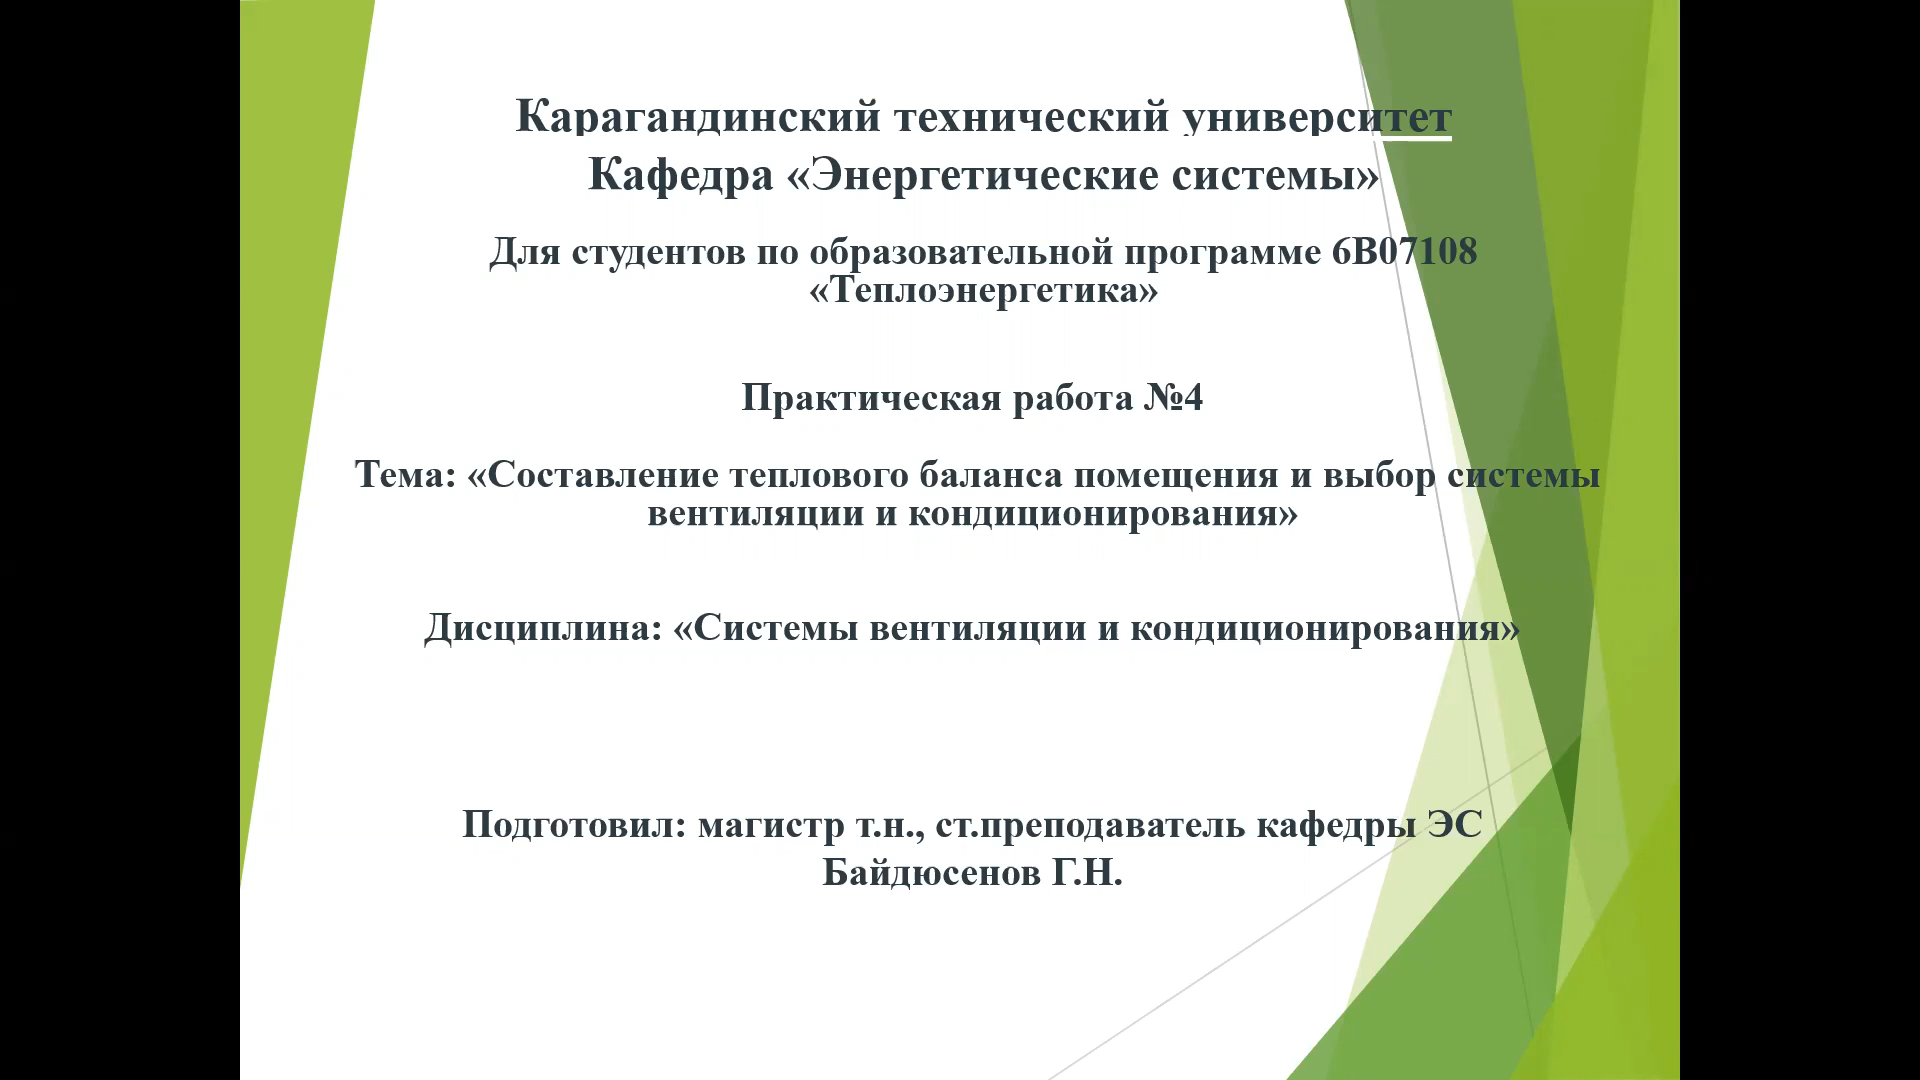 Карагандинский технический университет
Кафедра «Энергетические системы»
Для студентов по образовательной программе 6В07108
«Теплоэнергетика»
Практическая работа №4
Тема: «Составление теплового баланса помещения и выбор системы
вентиляции и кондиционирования»
Дисциплина: «Системы вентиляции и кондиционирования»
Подготовил: магистр т.н., ст.преподаватель кафедры ЭС
Байдюсенов Г.Н.